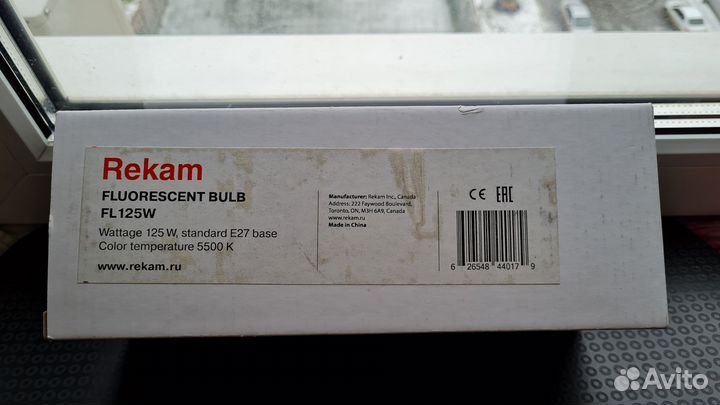 Rekam
FLUORESCENT BULB
FL125W
Wattage 125 W, standard E27 base
Color temperature 5500 K
www.rekam.ru
Manufacturer: Rekam Inc., Canada
Address: 222 Faywood Boulevard,
Toronto, ON, M3H 6A9, Canada
www.rekam.ru
Made in China
CE EAC
6 26548 44017 9
Avito